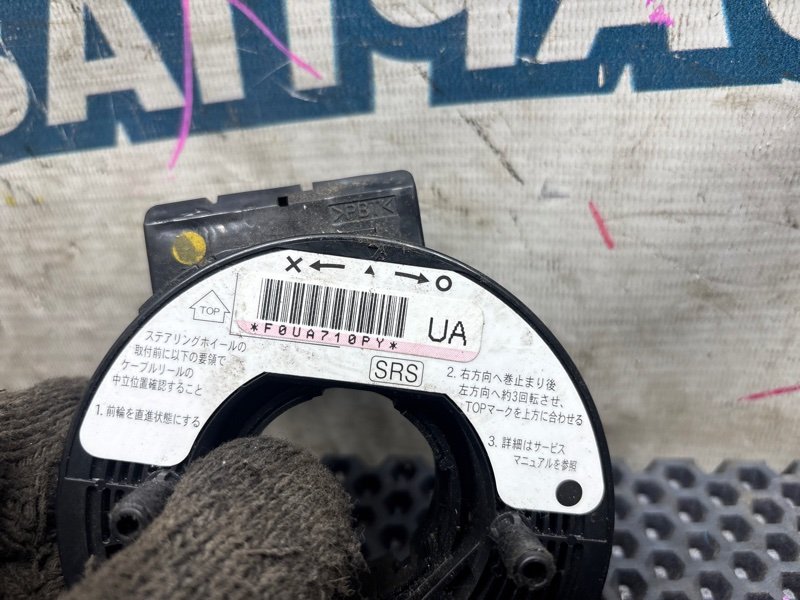 >PBT<
× ← ▲ → ○
TOP
*F0UA710PY*
UA
SRS
ステアリングホイールの
取付前に以下の要領で
ケーブルリールの
中立位置確認すること
1. 前輪を直進状態にする
2. 右方向へ巻止まり後
左方向へ約3回転させ、
TOPマークを上方に合わせる
3. 詳細はサービス
マニュアルを参照